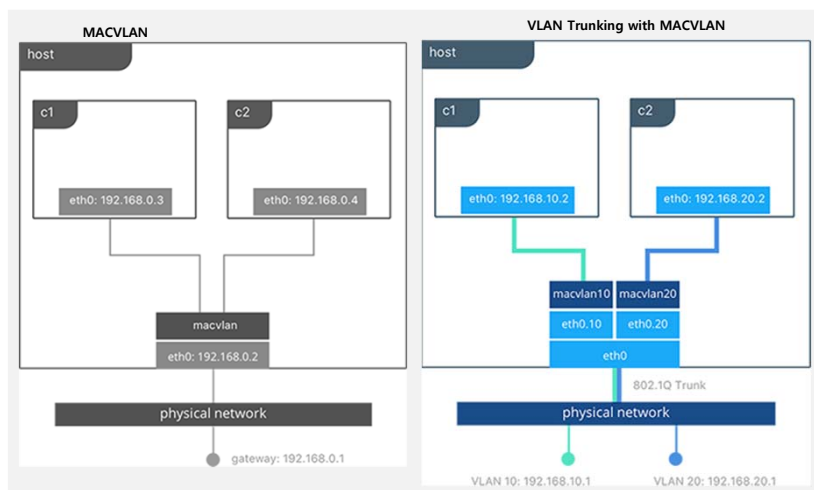 MACVLAN
host
c1
c2
eth0: 192.168.0.3
eth0: 192.168.0.4
macvlan
eth0: 192.168.0.2
physical network
gateway: 192.168.0.1
VLAN Trunking with MACVLAN
host
c1
c2
eth0: 192.168.10.2
eth0: 192.168.20.2
macvlan10
macvlan20
eth0.10
eth0.20
eth0
802.1Q Trunk
physical network
VLAN 10: 192.168.10.1
VLAN 20: 192.168.20.1